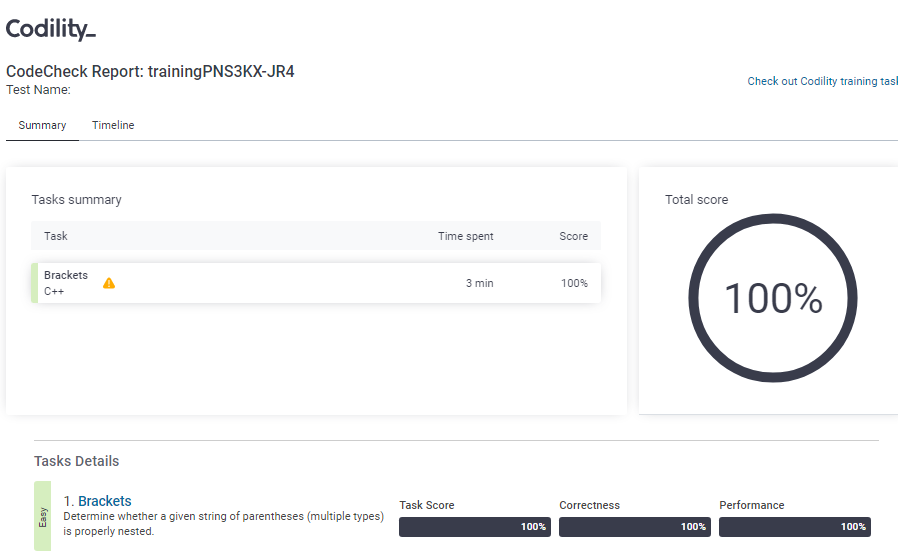 Codility_
CodeCheck Report: trainingPNS3KX-JR4
Test Name:
Check out Codility training
Summary Timeline
Tasks summary
Task Time spent Score
Brackets
C++
3 min 100%
Total score
100%
Tasks Details
Easy
1. Brackets
Determine whether a given string of parentheses (multiple types)
is properly nested.
Task Score
100%
Correctness
100%
Performance
100%